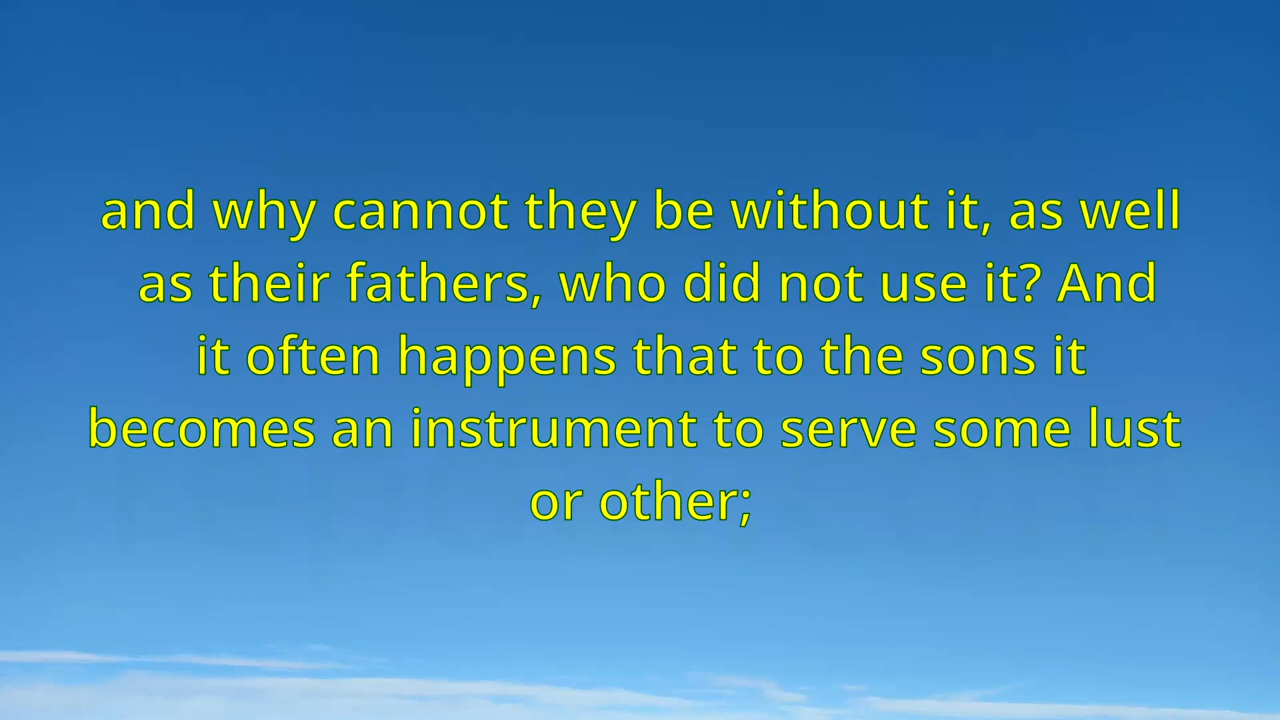 and why cannot they be without it, as well
as their fathers, who did not use it? And
it often happens that to the sons it
becomes an instrument to serve some lust
or other;